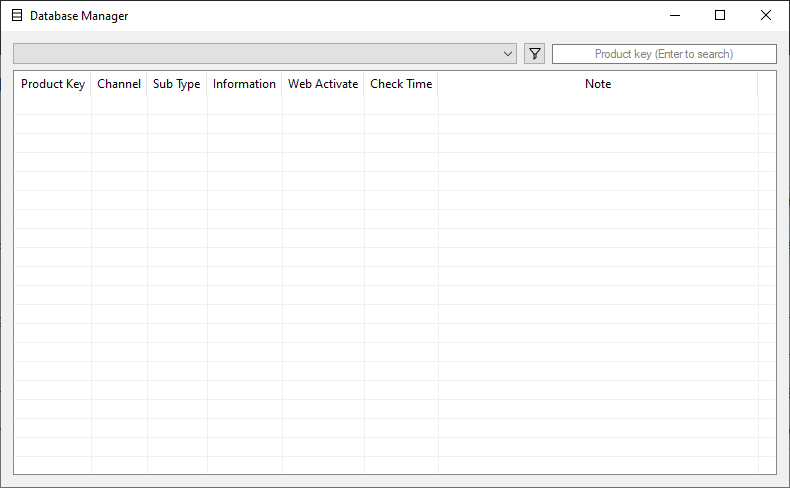 Database Manager
Product key (Enter to search)
Product Key Channel Sub Type Information Web Activate Check Time Note